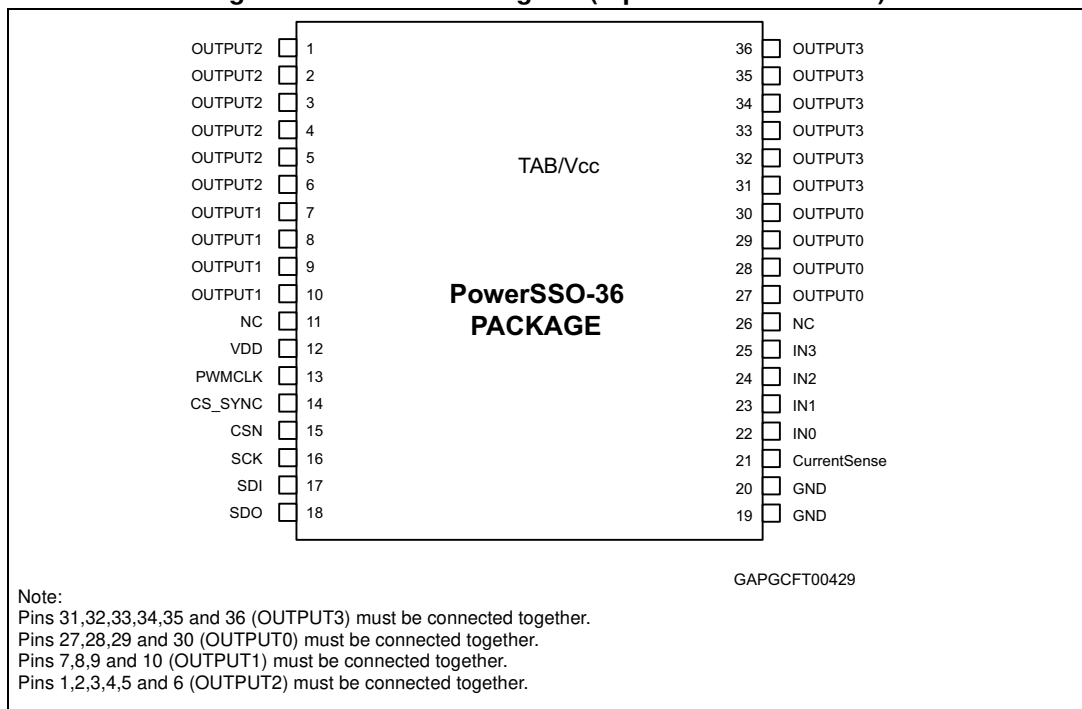 OUTPUT2 1 36 OUTPUT3
OUTPUT2 2 35 OUTPUT3
OUTPUT2 3 34 OUTPUT3
OUTPUT2 4 33 OUTPUT3
OUTPUT2 5 32 OUTPUT3
TAB/Vcc
OUTPUT2 6 31 OUTPUT3
OUTPUT1 7 30 OUTPUT0
OUTPUT1 8 29 OUTPUT0
OUTPUT1 9 28 OUTPUT0
OUTPUT1 10 27 OUTPUT0
PowerSSO-36
PACKAGE
NC 11 26 NC
VDD 12 25 IN3
PWMCLK 13 24 IN2
CS_SYNC 14 23 IN1
CSN 15 22 IN0
SCK 16 21 CurrentSense
SDI 17 20 GND
SDO 18 19 GND
GAPGCFT00429
Note:
Pins 31,32,33,34,35 and 36 (OUTPUT3) must be connected together.
Pins 27,28,29 and 30 (OUTPUT0) must be connected together.
Pins 7,8,9 and 10 (OUTPUT1) must be connected together.
Pins 1,2,3,4,5 and 6 (OUTPUT2) must be connected together.